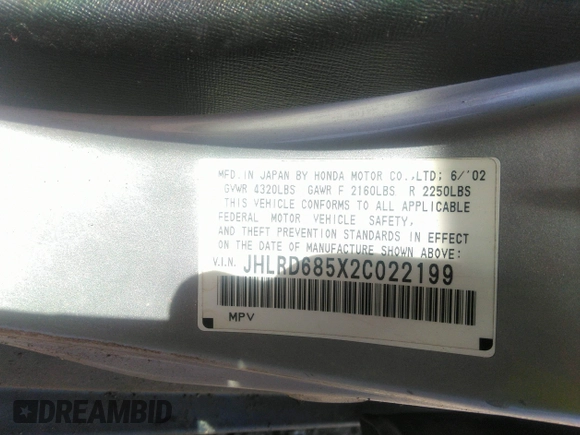 MFD.IN JAPAN BY HONDA MOTOR CO.,LTD; 6/'02
GVWR 4320LBS GAWR F 2160LBS R 2250LBS
THIS VEHICLE CONFORMS TO ALL APPLICABLE
FEDERAL MOTOR VEHICLE SAFETY,
AND THEFT PREVENTION STANDARDS IN EFFECT
ON THE DATE OF MANUFACTURE SHOWN ABOVE:
V.I.N. JHLRD685X2C022199
MPV
DREAMBID